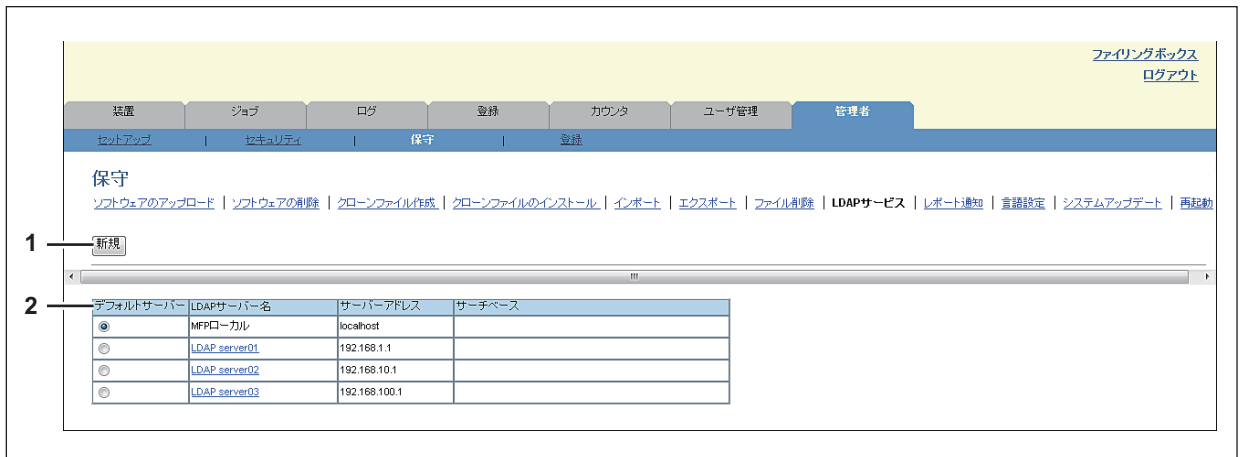 ファイリングボックス
ログアウト
装置 ジョブ ログ 登録 カウンタ ユーザ管理 管理者
セットアップ | セキュリティ | 保守 | 登録
保守
ソフトウェアのアップロード | ソフトウェアの削除 | クローンファイル作成 | クローンファイルのインストール | インポート | エクスポート | ファイル削除 | LDAPサービス | レポート通知 | 言語設定 | システムアップデート | 再起動
1 新規
2 デフォルトサーバー LDAPサーバー名 サーバーアドレス サーチベース
MFPローカル localhost
LDAP server01 192.168.1.1
LDAP server02 192.168.10.1
LDAP server03 192.168.100.1